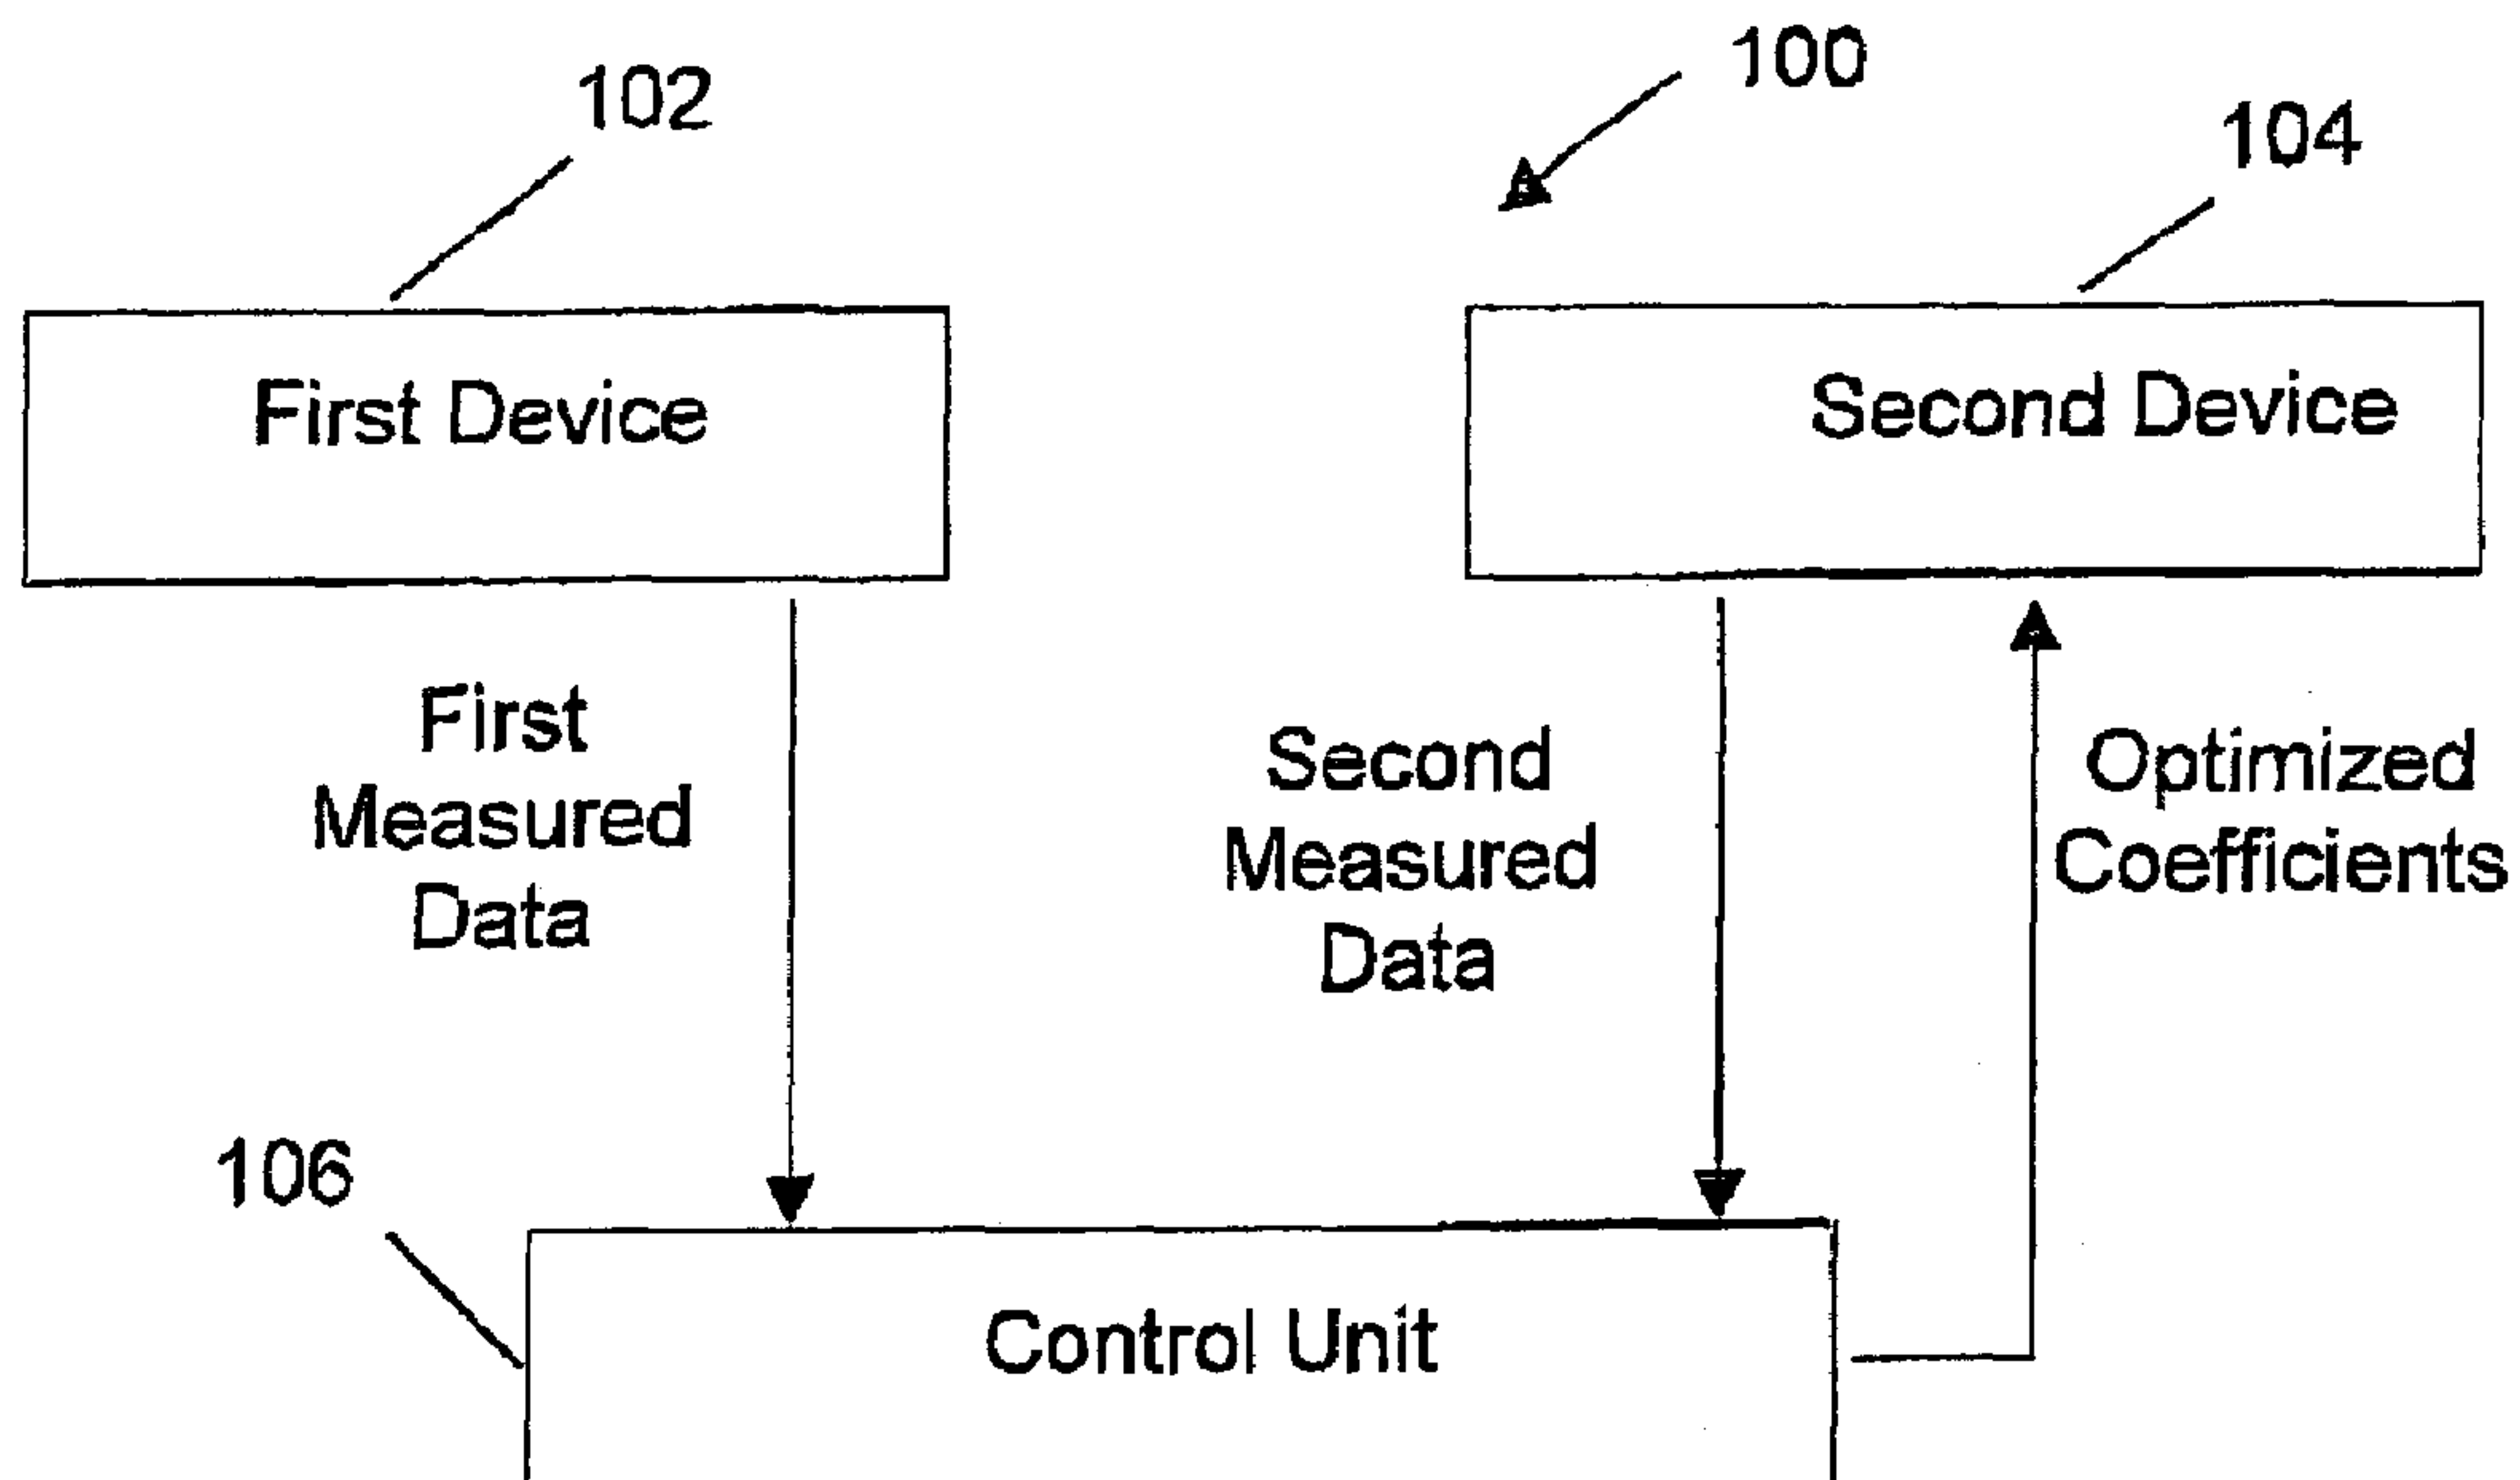 100
102
104
First Device
Second Device
First
Measured
Data
Second
Measured
Data
Optimized
Coefficients
106
Control Unit